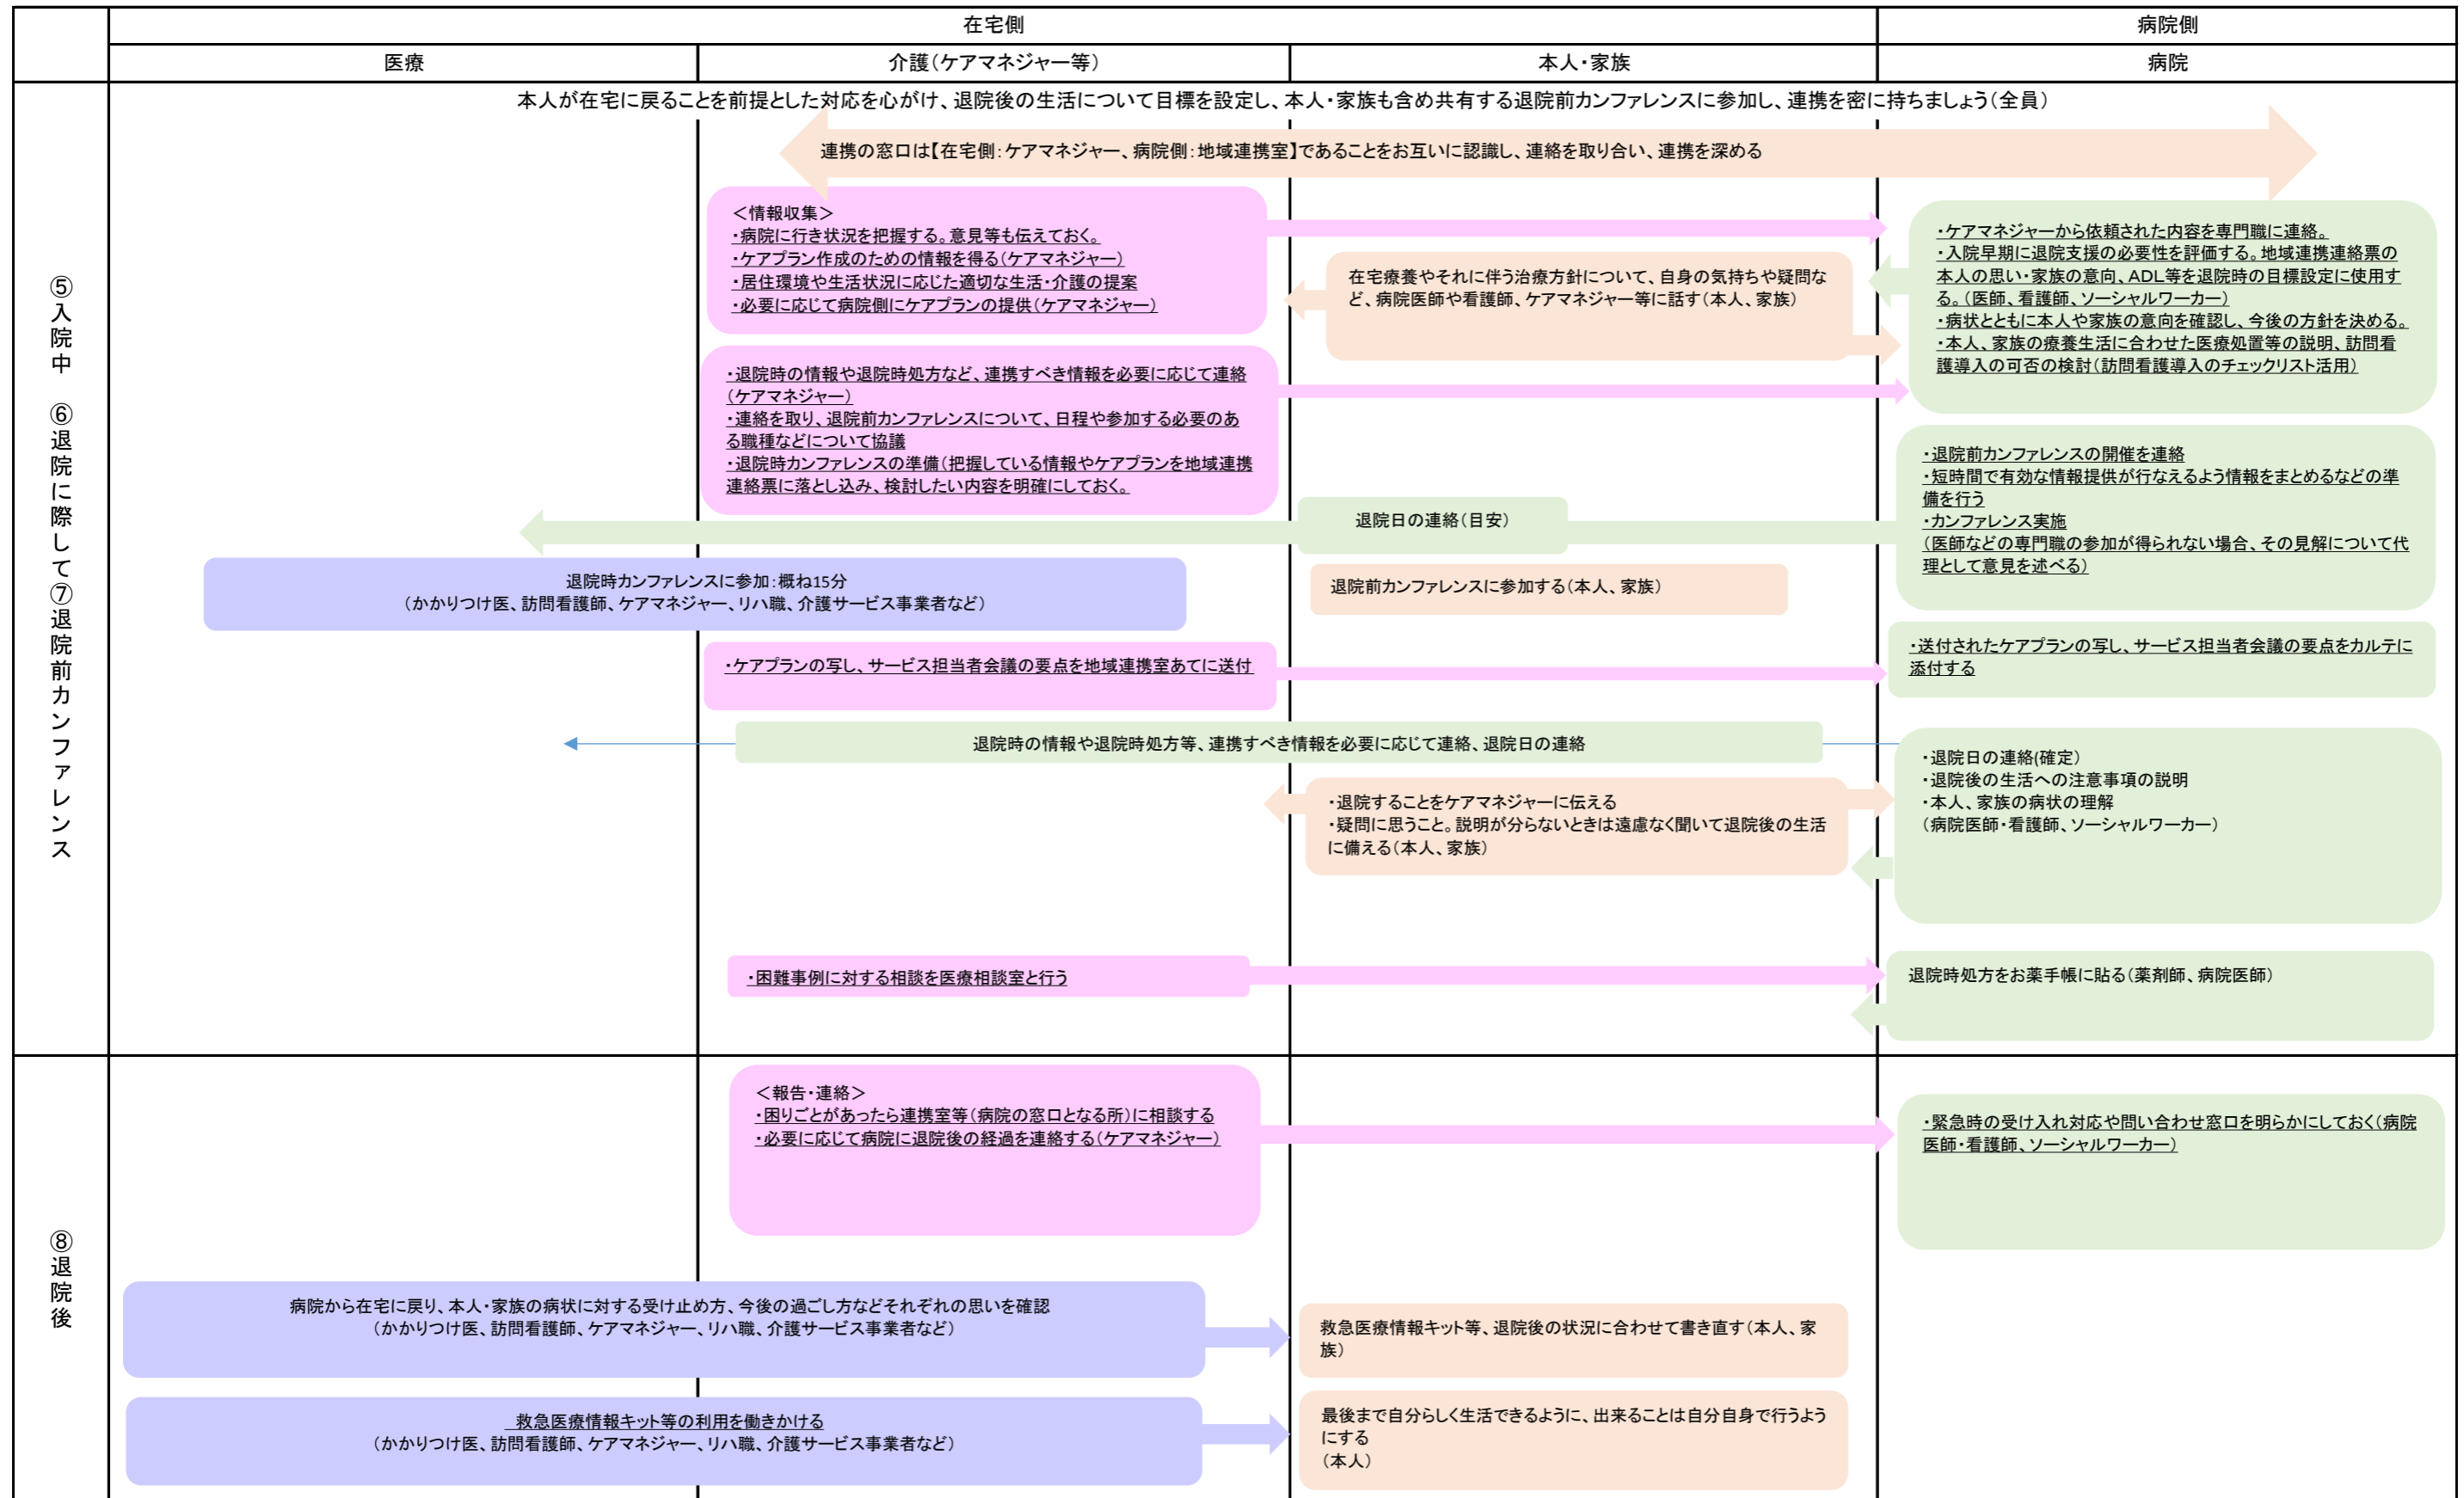 在宅側
病院側
医療
介護（ケアマネジャー等）
本人・家族
病院
⑤入院中　⑥退院に際して⑦退院前カンファレンス
本人が在宅に戻ることを前提とした対応を心がけ、退院後の生活について目標を設定し、本人・家族も含め共有する退院前カンファレンスに参加し、連携を密に持ちましょう（全員）
連携の窓口は【在宅側：ケアマネジャー、病院側：地域連携室】であることをお互いに認識し、連絡を取り合い、連携を深める
＜情報収集＞
・病院に行き状況を把握する。意見等も伝えておく。
・ケアプラン作成のための情報を得る（ケアマネジャー）
・居住環境や生活状況に応じた適切な生活・介護の提案
・必要に応じて病院側にケアプランの提供（ケアマネジャー）
在宅療養やそれに伴う治療方針について、自身の気持ちや疑問な
ど、病院医師や看護師、ケアマネジャー等に話す（本人、家族）
・ケアマネジャーから依頼された内容を専門職に連絡。
・入院早期に退院支援の必要性を評価する。地域連携連絡票の
本人の思い・家族の意向、ADL等を退院時の目標設定に使用す
る。（医師、看護師、ソーシャルワーカー）
・病状とともに本人や家族の意向を確認し、今後の方針を決める。
・本人、家族の療養生活に合わせた医療処置等の説明、訪問看
護導入の可否の検討（訪問看護導入のチェックリスト活用）
・退院時の情報や退院時処方など、連携すべき情報を必要に応じて連絡
（ケアマネジャー）
・連絡を取り、退院前カンファレンスについて、日程や参加する必要のあ
る職種などについて協議
・退院時カンファレンスの準備（把握している情報やケアプランを地域連携
連絡票に落とし込み、検討したい内容を明確にしておく。
・退院前カンファレンスの開催を連絡
・短時間で有効な情報提供が行なえるよう情報をまとめるなどの準
備を行う
・カンファレンス実施
（医師などの専門職の参加が得られない場合、その見解について代
理として意見を述べる）
退院日の連絡（目安）
退院時カンファレンスに参加：概ね15分
（かかりつけ医、訪問看護師、ケアマネジャー、リハ職、介護サービス事業者など）
退院前カンファレンスに参加する（本人、家族）
・ケアプランの写し、サービス担当者会議の要点を地域連携室あてに送付
・送付されたケアプランの写し、サービス担当者会議の要点をカルテに
添付する
退院時の情報や退院時処方等、連携すべき情報を必要に応じて連絡、退院日の連絡
・退院日の連絡(確定）
・退院後の生活への注意事項の説明
・本人、家族の病状の理解
（病院医師・看護師、ソーシャルワーカー）
・退院することをケアマネジャーに伝える
・疑問に思うこと。説明が分らないときは遠慮なく聞いて退院後の生活
に備える（本人、家族）
・困難事例に対する相談を医療相談室と行う
退院時処方をお薬手帳に貼る（薬剤師、病院医師）
⑧退院後
＜報告・連絡＞
・困りごとがあったら連携室等（病院の窓口となる所）に相談する
・必要に応じて病院に退院後の経過を連絡する（ケアマネジャー）
・緊急時の受け入れ対応や問い合わせ窓口を明らかにしておく（病院
医師・看護師、ソーシャルワーカー）
病院から在宅に戻り、本人・家族の病状に対する受け止め方、今後の過ごし方などそれぞれの思いを確認
（かかりつけ医、訪問看護師、ケアマネジャー、リハ職、介護サービス事業者など）
救急医療情報キット等、退院後の状況に合わせて書き直す（本人、家
族）
救急医療情報キット等の利用を働きかける
（かかりつけ医、訪問看護師、ケアマネジャー、リハ職、介護サービス事業者など）
最後まで自分らしく生活できるように、出来ることは自分自身で行うよう
にする
（本人）